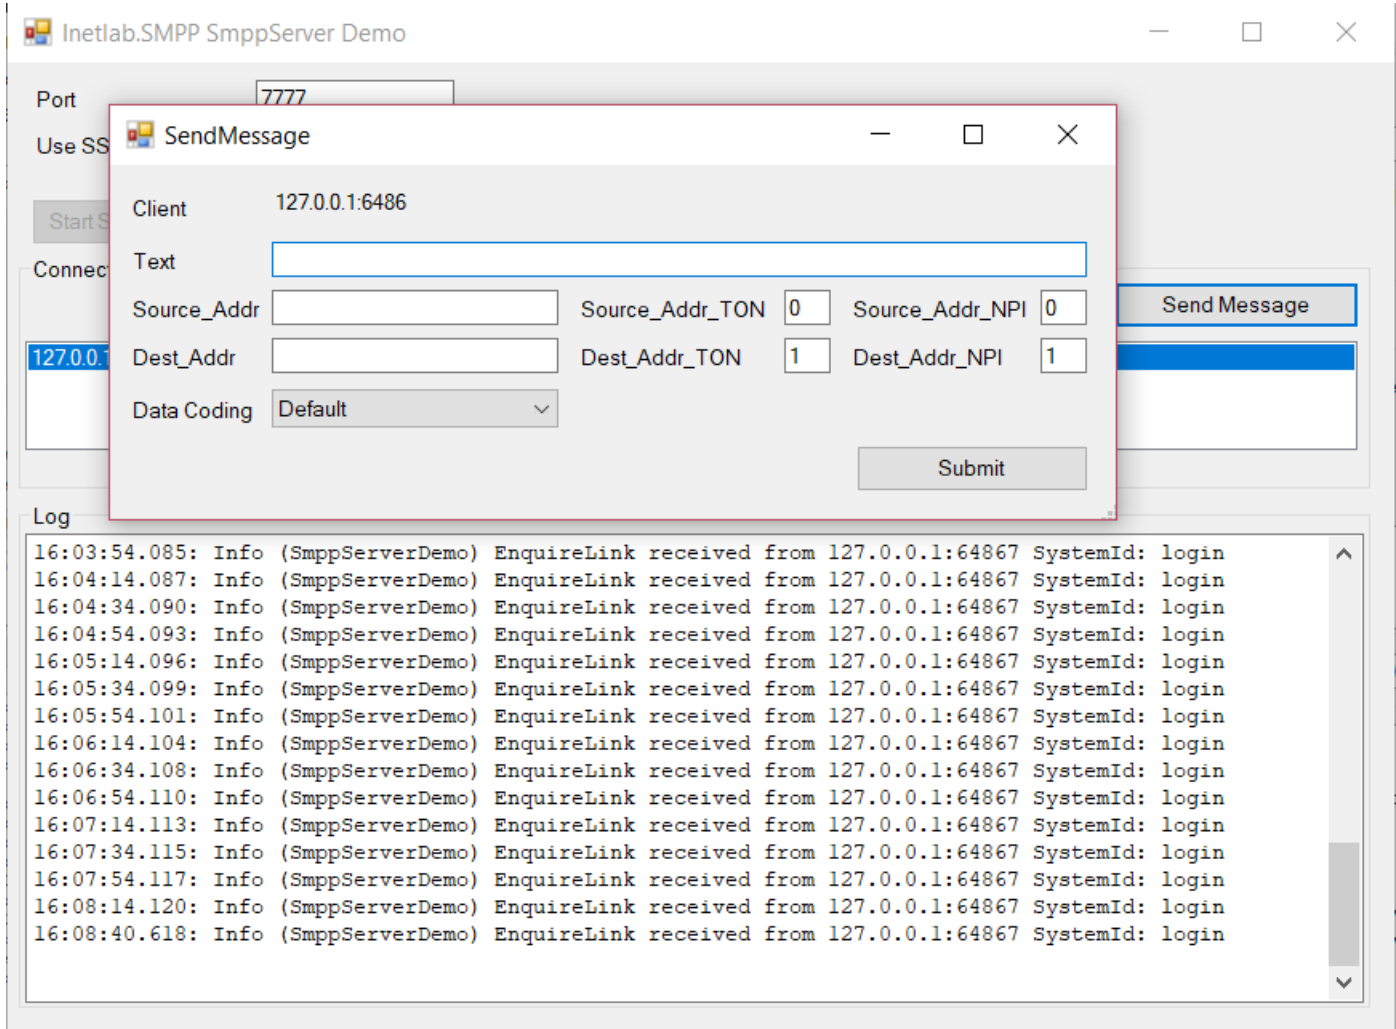 Inetlab.SMPP SmppServer Demo
Port 7777
Use SS
Start S
Connec
Send Message
127.0.0.1
SendMessage
Client 127.0.0.1:6486
Text
Source_Addr Source_Addr_TON 0 Source_Addr_NPI 0
Dest_Addr Dest_Addr_TON 1 Dest_Addr_NPI 1
Data Coding Default
Submit
Log
16:03:54.085: Info (SmppServerDemo) EnquireLink received from 127.0.0.1:64867 SystemId: login
16:04:14.087: Info (SmppServerDemo) EnquireLink received from 127.0.0.1:64867 SystemId: login
16:04:34.090: Info (SmppServerDemo) EnquireLink received from 127.0.0.1:64867 SystemId: login
16:04:54.093: Info (SmppServerDemo) EnquireLink received from 127.0.0.1:64867 SystemId: login
16:05:14.096: Info (SmppServerDemo) EnquireLink received from 127.0.0.1:64867 SystemId: login
16:05:34.099: Info (SmppServerDemo) EnquireLink received from 127.0.0.1:64867 SystemId: login
16:05:54.101: Info (SmppServerDemo) EnquireLink received from 127.0.0.1:64867 SystemId: login
16:06:14.104: Info (SmppServerDemo) EnquireLink received from 127.0.0.1:64867 SystemId: login
16:06:34.108: Info (SmppServerDemo) EnquireLink received from 127.0.0.1:64867 SystemId: login
16:06:54.110: Info (SmppServerDemo) EnquireLink received from 127.0.0.1:64867 SystemId: login
16:07:14.113: Info (SmppServerDemo) EnquireLink received from 127.0.0.1:64867 SystemId: login
16:07:34.115: Info (SmppServerDemo) EnquireLink received from 127.0.0.1:64867 SystemId: login
16:07:54.117: Info (SmppServerDemo) EnquireLink received from 127.0.0.1:64867 SystemId: login
16:08:14.120: Info (SmppServerDemo) EnquireLink received from 127.0.0.1:64867 SystemId: login
16:08:40.618: Info (SmppServerDemo) EnquireLink received from 127.0.0.1:64867 SystemId: login